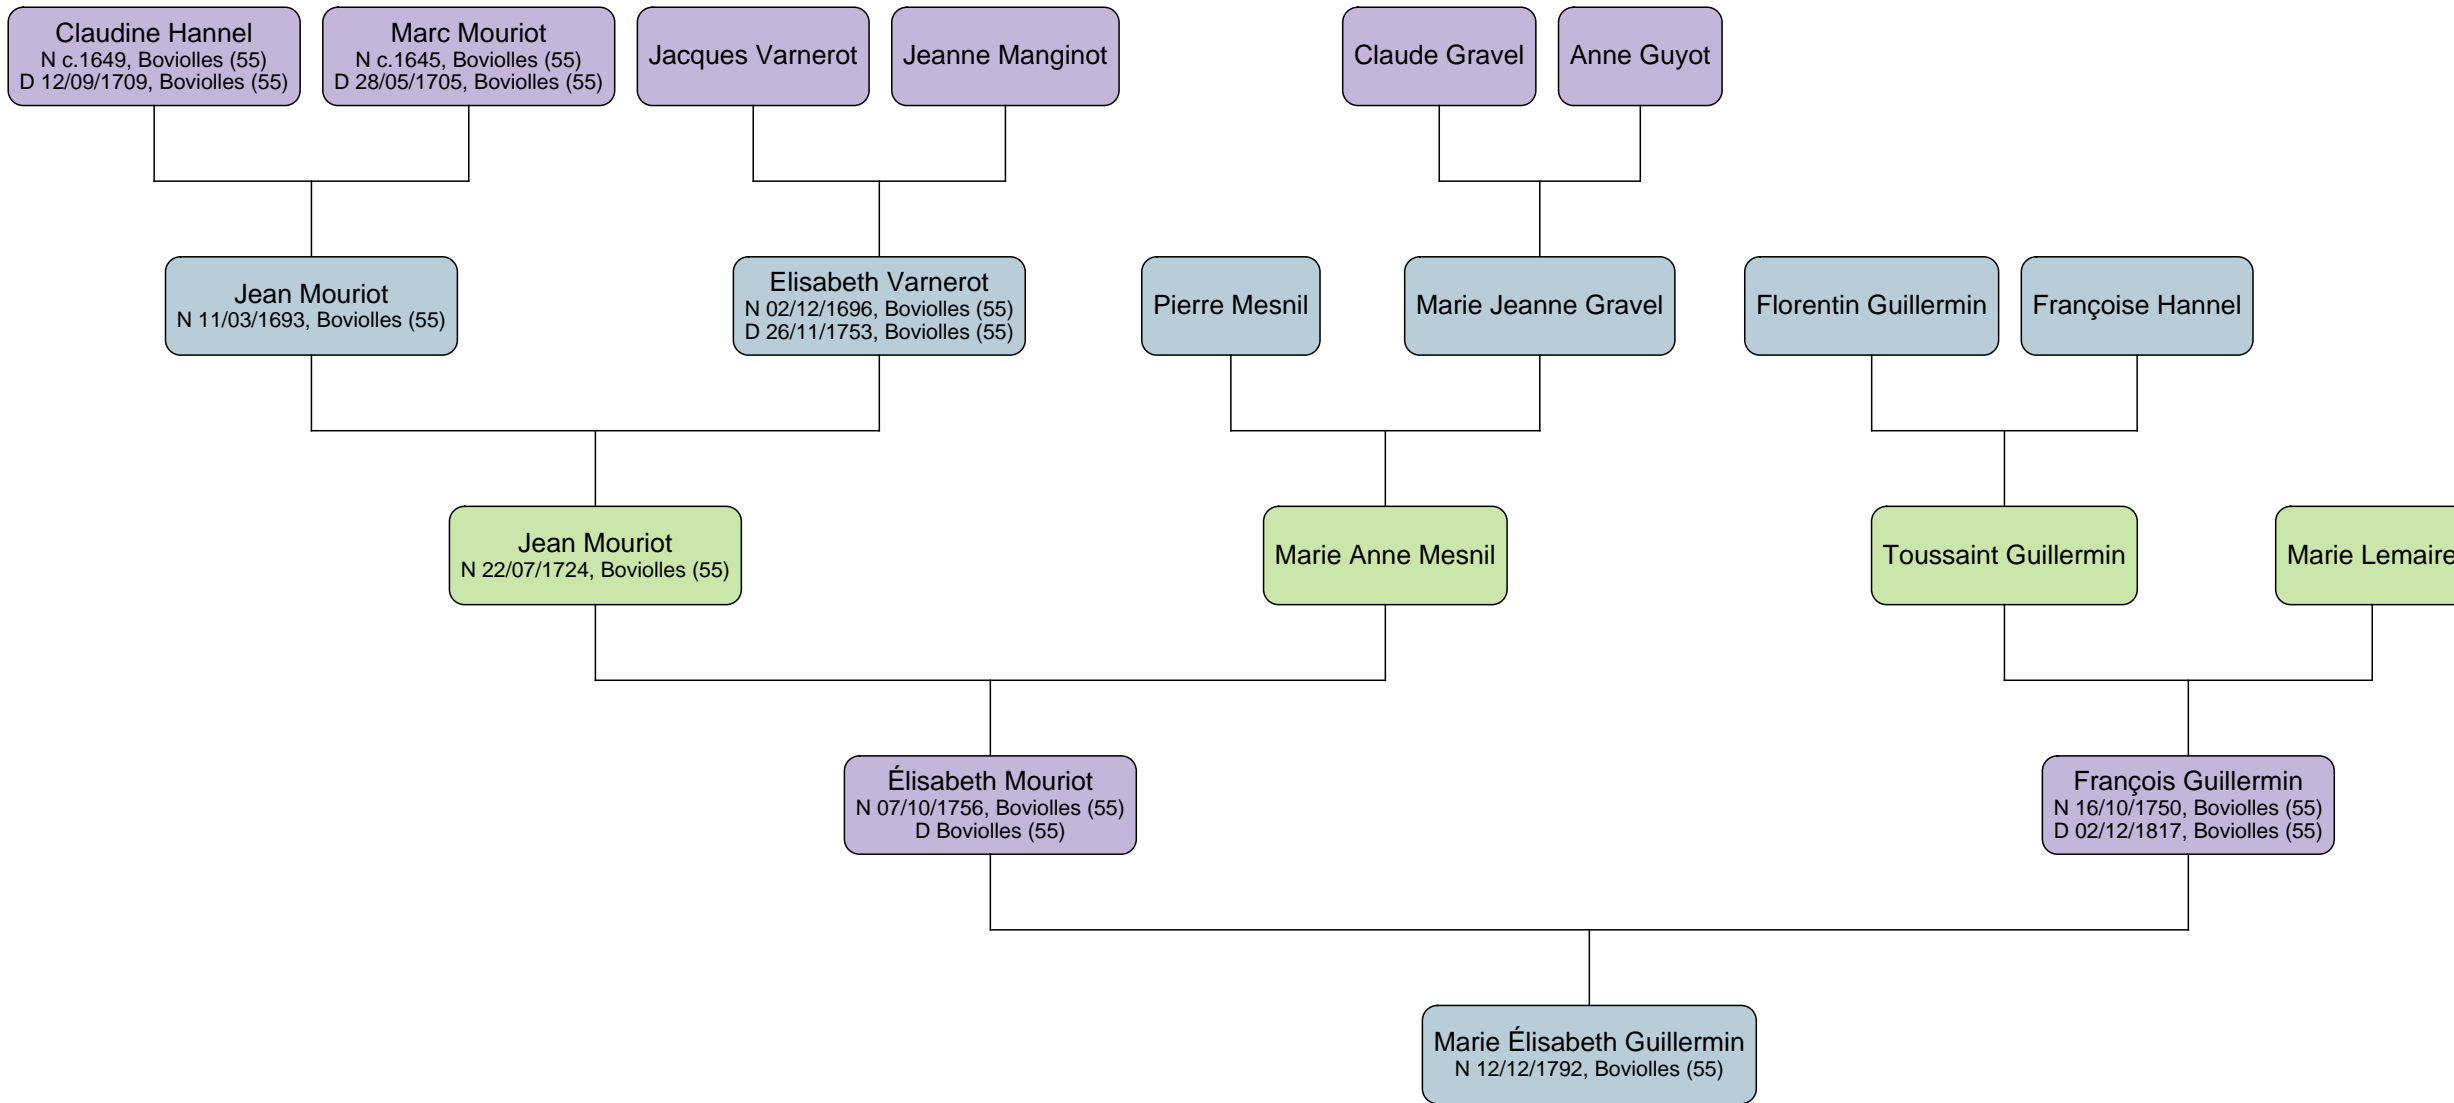 Claudine Hannel
N c.1649, Boviolles (55)
D 12/09/1709, Boviolles (55)
Marc Mouriot
N c.1645, Boviolles (55)
D 28/05/1705, Boviolles (55)
Jacques Varnerot
Jeanne Manginot
Claude Gravel
Anne Guyot
Jean Mouriot
N 11/03/1693, Boviolles (55)
Elisabeth Varnerot
N 02/12/1696, Boviolles (55)
D 26/11/1753, Boviolles (55)
Pierre Mesnil
Marie Jeanne Gravel
Florentin Guillermin
Françoise Hannel
Jean Mouriot
N 22/07/1724, Boviolles (55)
Marie Anne Mesnil
Toussaint Guillermin
Marie Lemaire
Élisabeth Mouriot
N 07/10/1756, Boviolles (55)
D Boviolles (55)
François Guillermin
N 16/10/1750, Boviolles (55)
D 02/12/1817, Boviolles (55)
Marie Élisabeth Guillermin
N 12/12/1792, Boviolles (55)